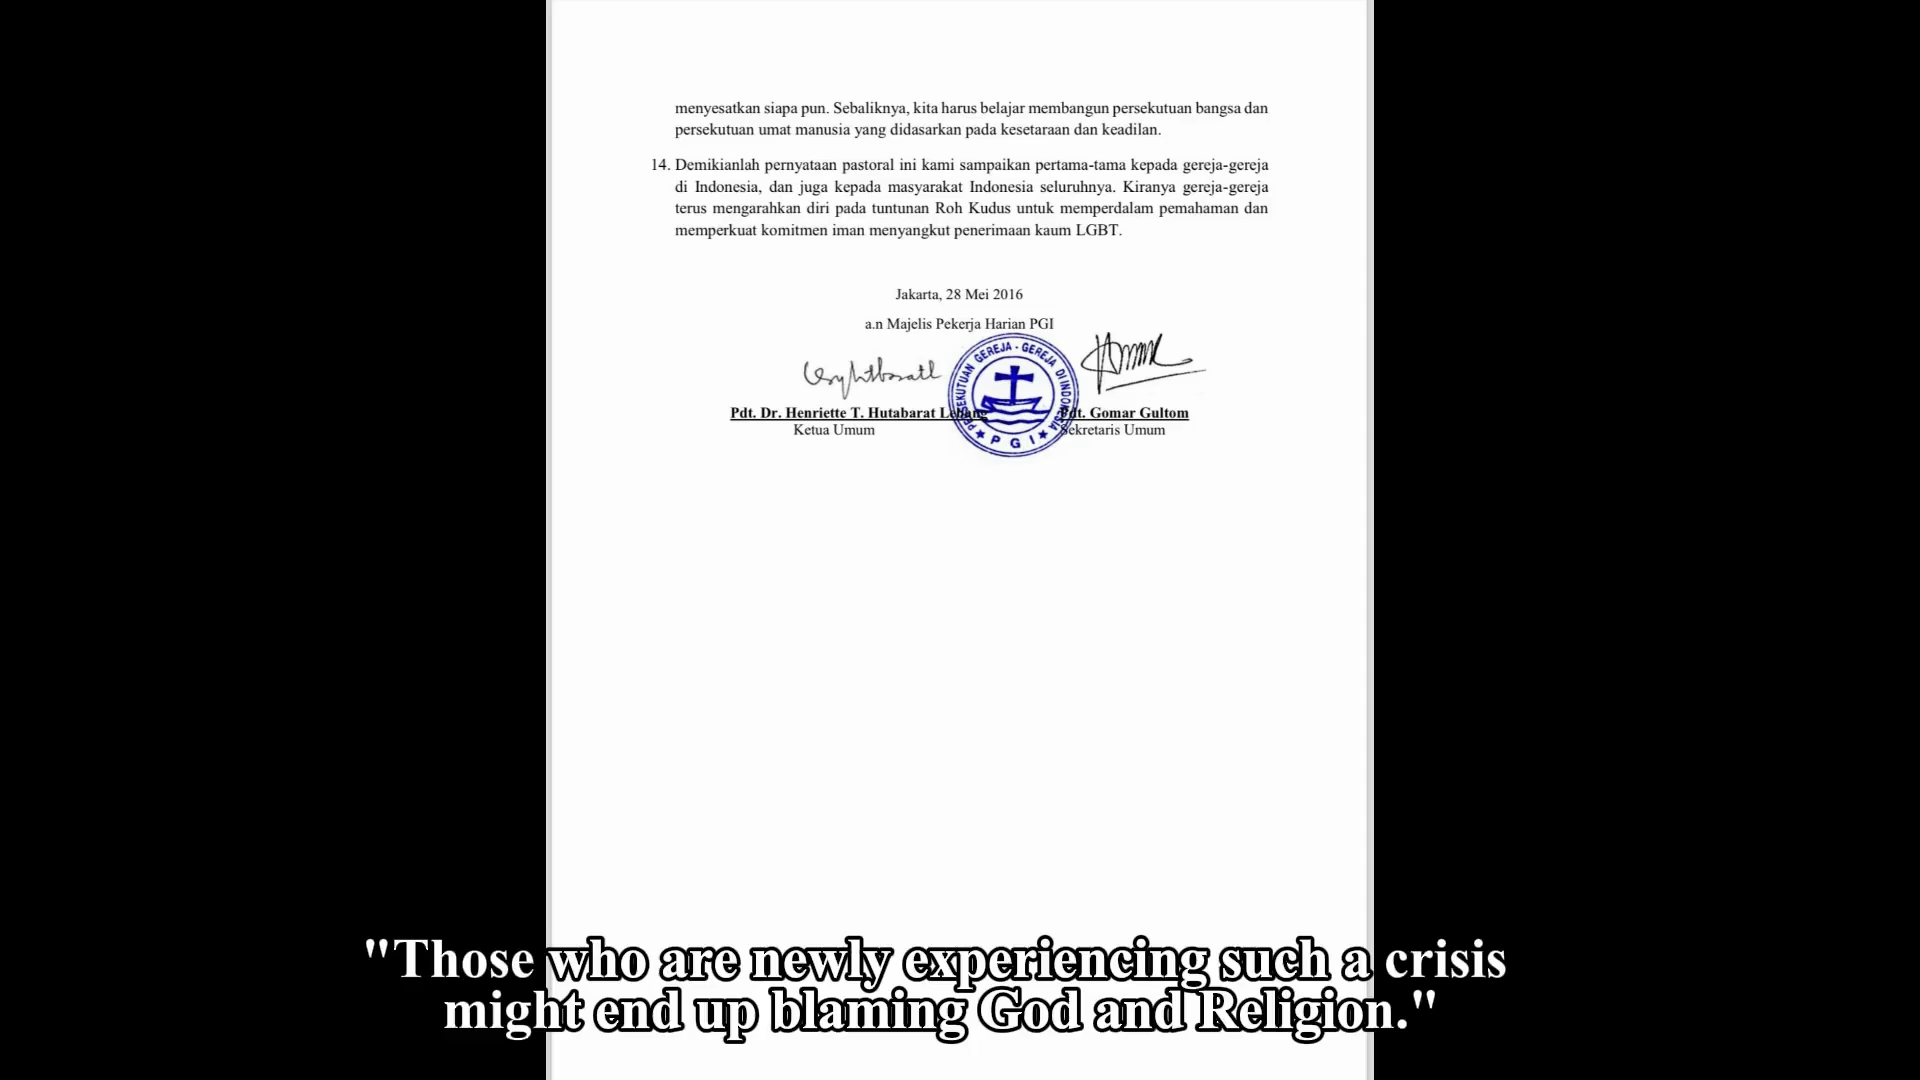 menyesatkan siapa pun. Sebaliknya, kita harus belajar membangun persekutuan bangsa dan
persekutuan umat manusia yang didasarkan pada kesetaraan dan keadilan.
14. Demikianlah pernyataan pastoral ini kami sampaikan pertama-tama kepada gereja-gereja
di Indonesia, dan juga kepada masyarakat Indonesia seluruhnya. Kiranya gereja-gereja
terus mengarahkan diri pada tuntunan Roh Kudus untuk memperdalam pemahaman dan
memperkuat komitmen iman menyangkut penerimaan kaum LGBT.
Jakarta, 28 Mei 2016
a.n Majelis Pekerja Harian PGI
PERSEKUTUAN GEREJA - GEREJA DI INDONESIA
PGI
Pdt. Dr. Henriette T. Hutabarat Lebang Pdt. Gomar Gultom
Ketua Umum Sekretaris Umum
"Those who are newly experiencing such a crisis
might end up blaming God and Religion."